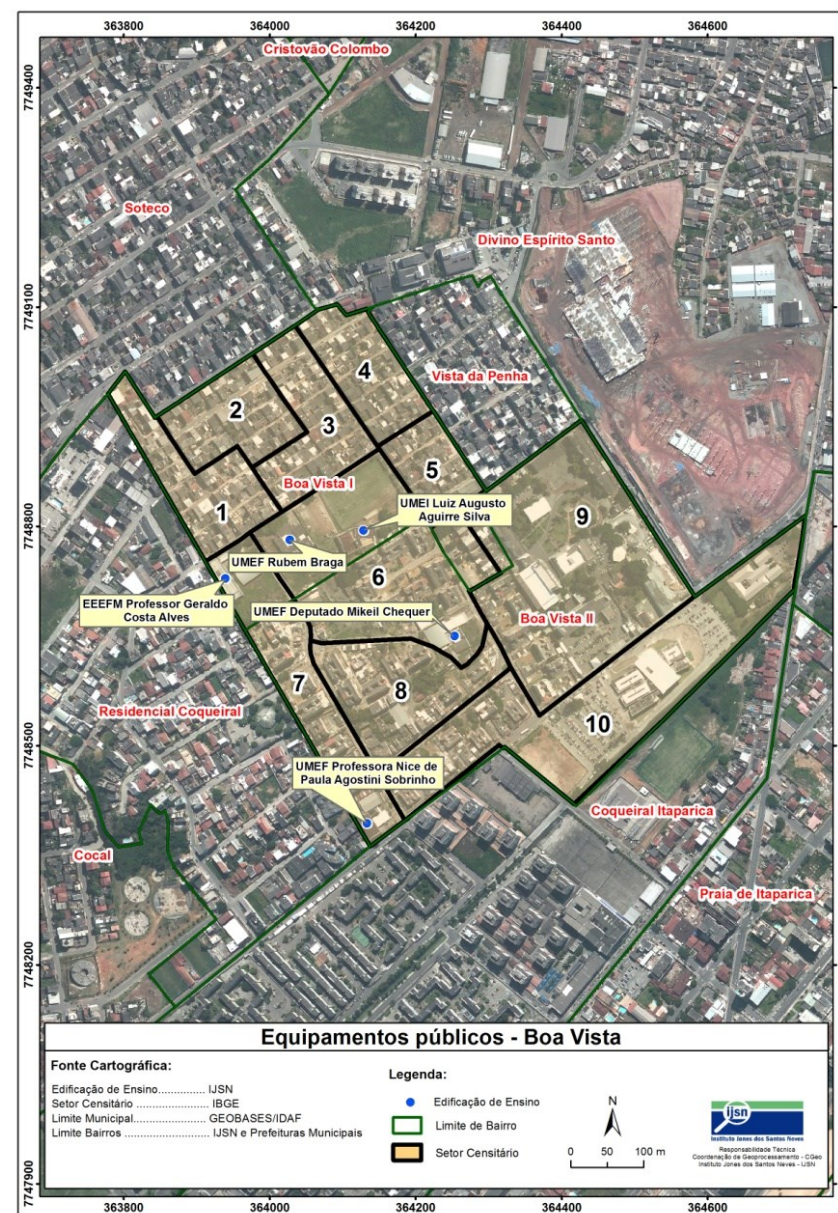 363800 364000 364200 364400 364600
7749400
7749100
7748800
7748500
7748200
7747900
Cristovão Colombo
Soteco
Divino Espírito Santo
Vista da Penha
4
2
3
Boa Vista I
5
1
UMEI Luiz Augusto
Aguirre Silva
9
UMEF Rubem Braga
6
EEEFM Professor Geraldo
Costa Alves
UMEF Deputado Mikeil Chequer
Boa Vista II
7
8
Residencial Coqueiral
10
UMEF Professora Nice de
Paula Agostini Sobrinho
Coqueiral Itaparica
Cocal
Praia de Itaparica
Equipamentos públicos - Boa Vista
Fonte Cartográfica:
Edificação de Ensino............... IJSN
Setor Censitário .................... IBGE
Limite Municipal..................... GEOBASES/IDAF
Limite Bairros ........................ IJSN e Prefeituras Municipais
Legenda:
Edificação de Ensino
Limite de Bairro
Setor Censitário
N
0 50 100 m
ijsn
Instituto Jones dos Santos Neves
Responsabilidade Técnica
Coordenação de Geoprocessamento - CGeo
Instituto Jones dos Santos Neves - IJSN
363800 364000 364200 364400 364600